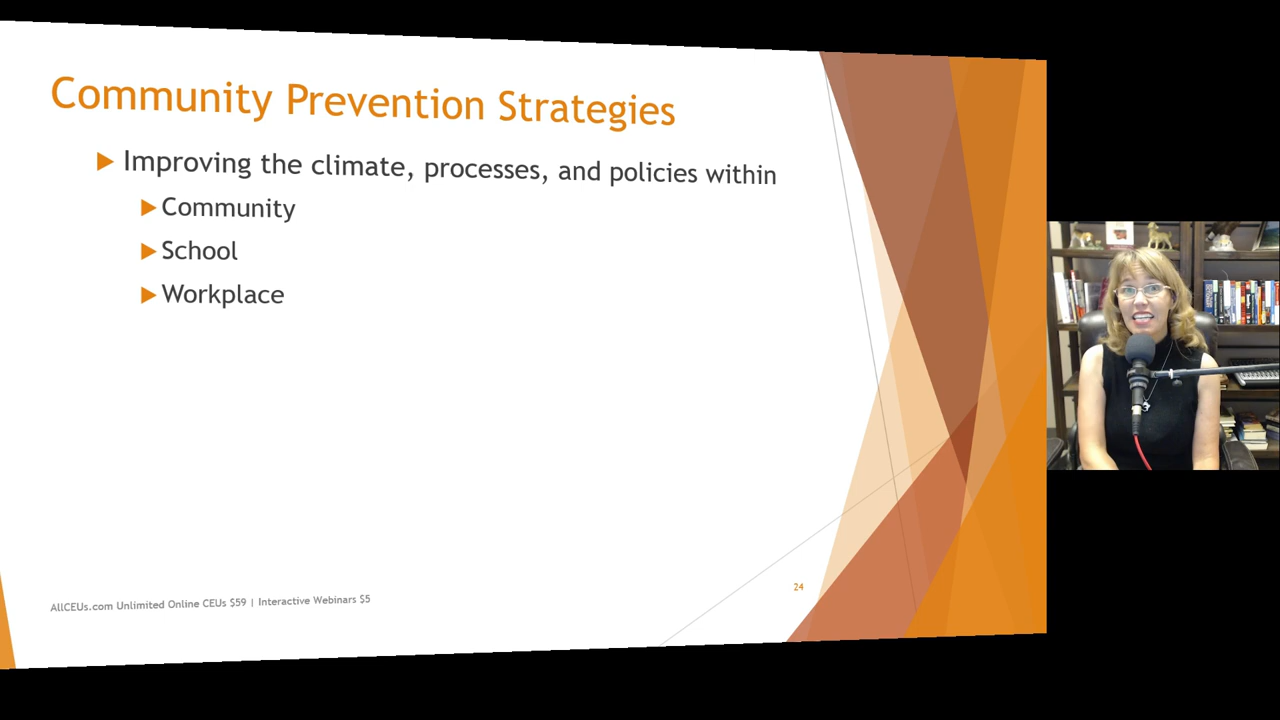 Community Prevention Strategies
Improving the climate, processes, and policies within
Community
School
Workplace
AllCEUs.com Unlimited Online CEUs $59 | Interactive Webinars $5
24